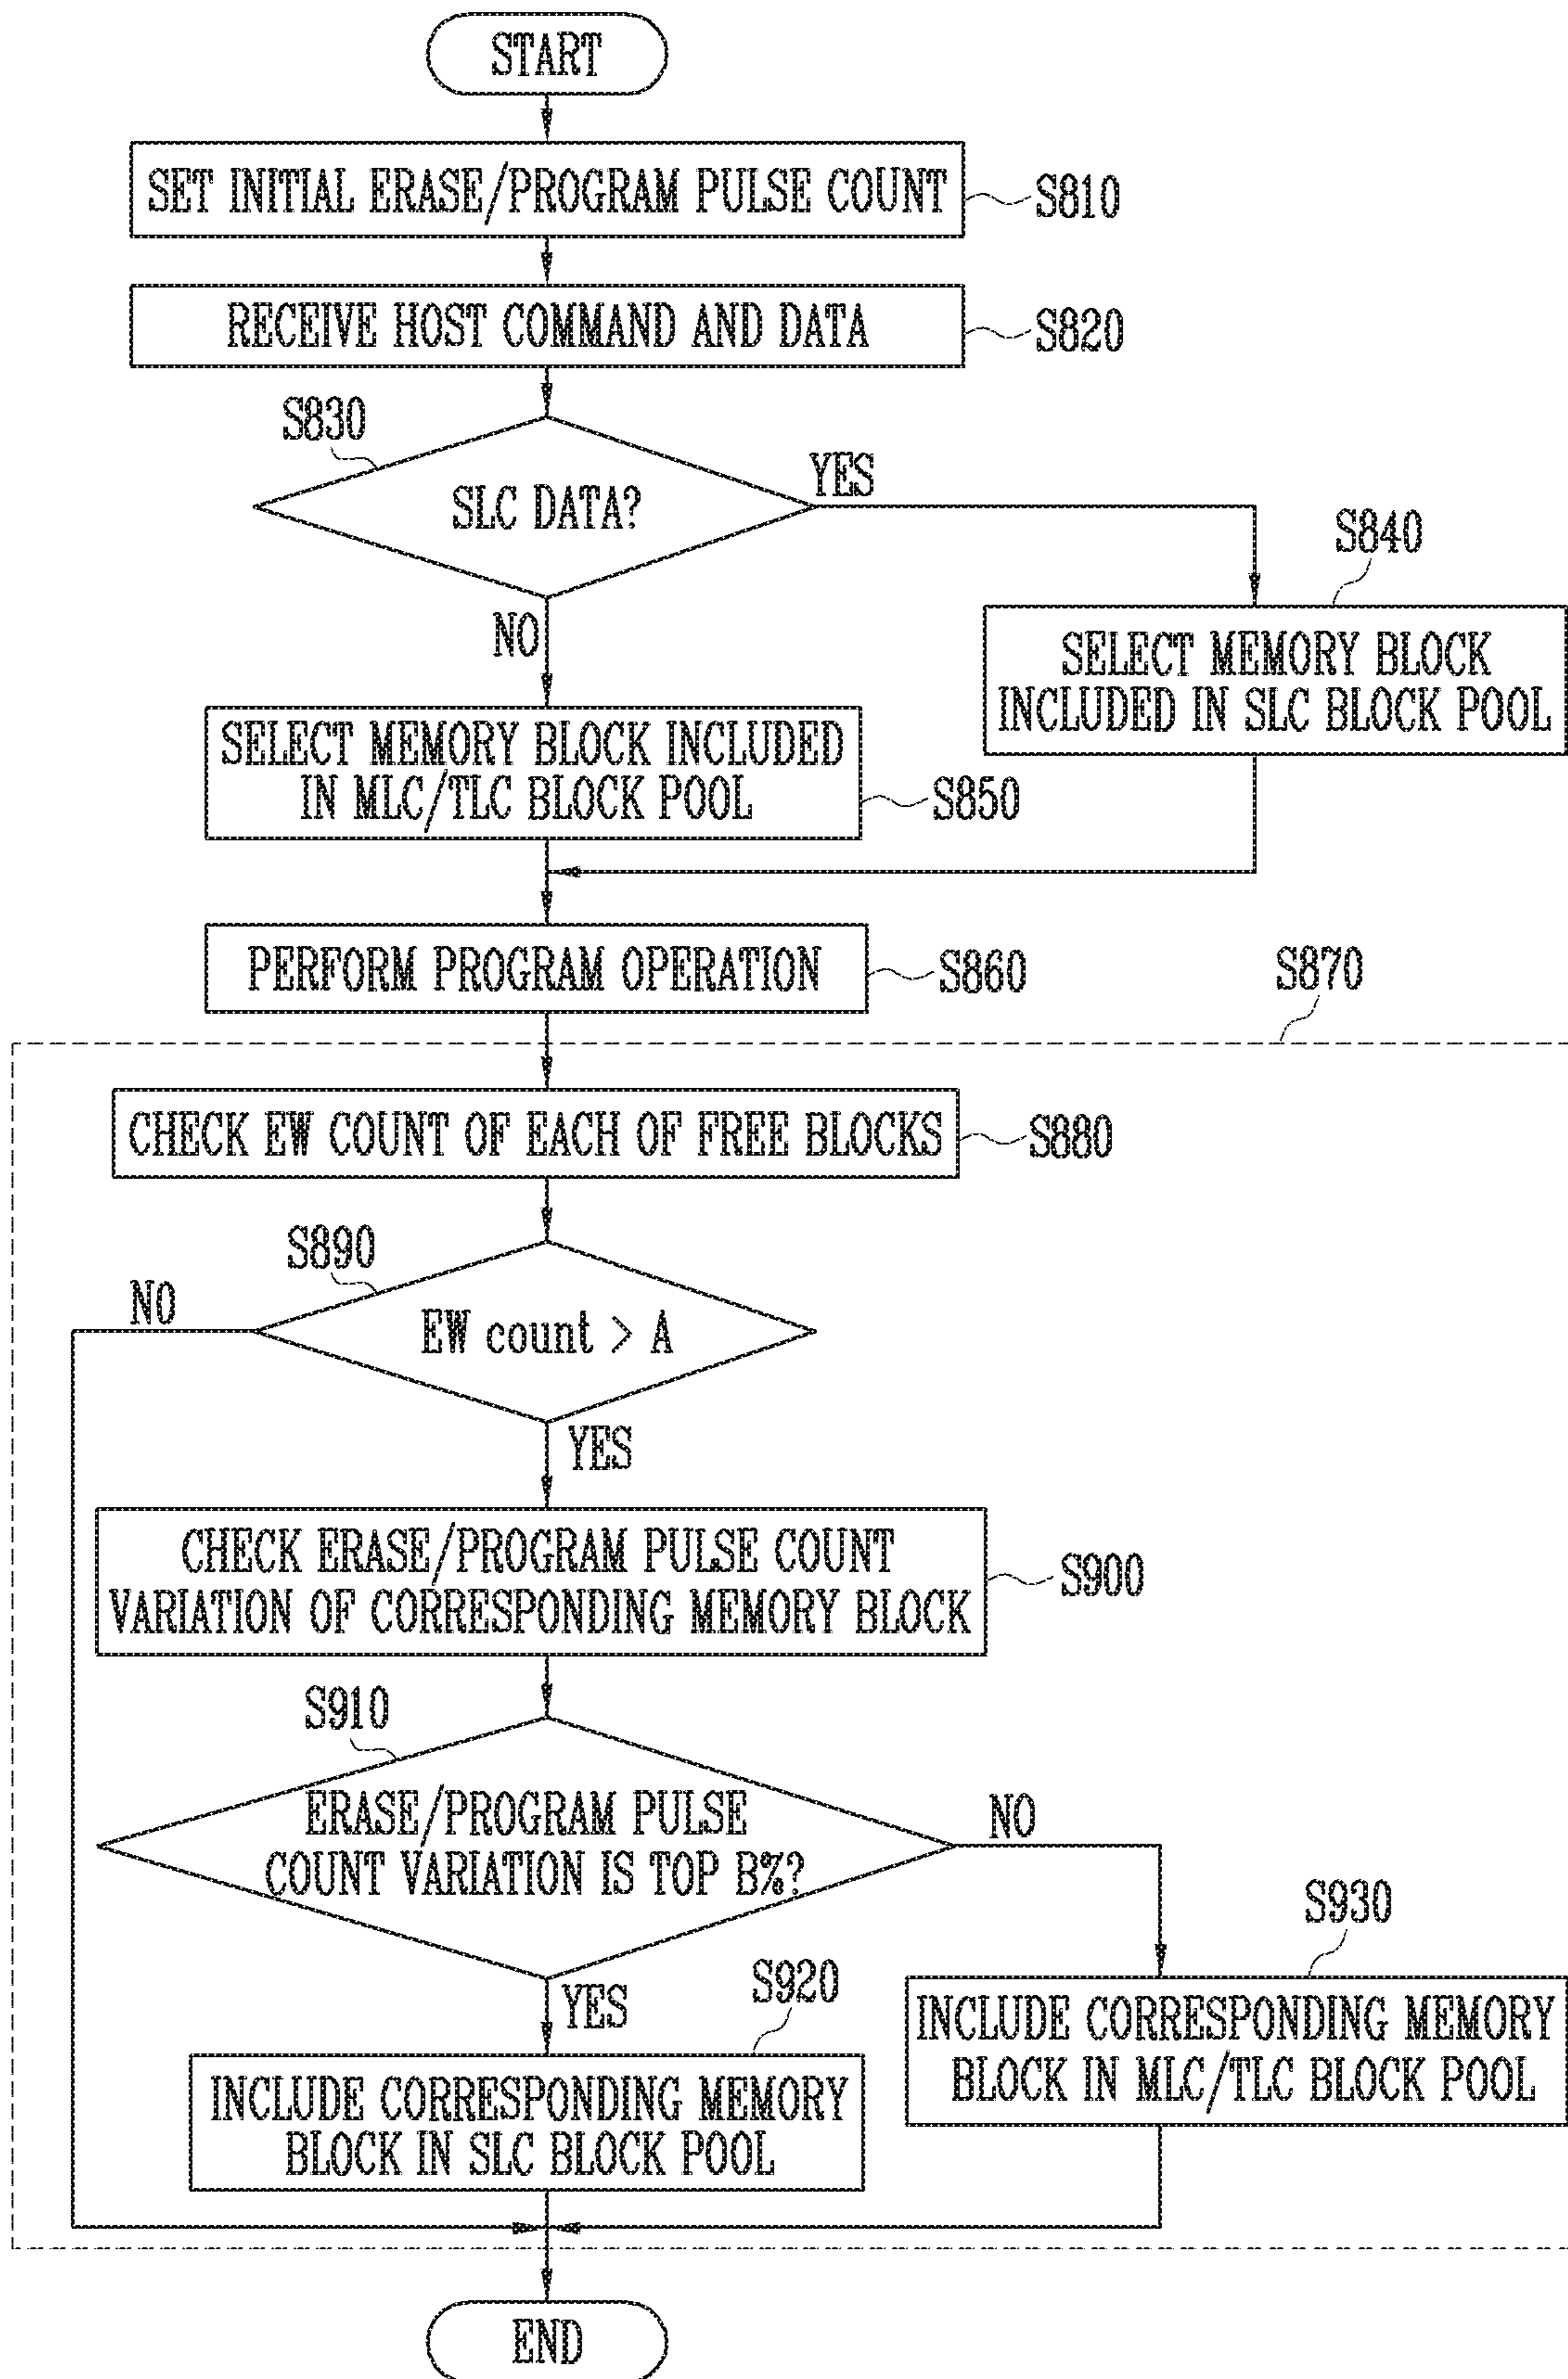 START
SET INITIAL ERASE/PROGRAM PULSE COUNT
S810
RECEIVE HOST COMMAND AND DATA
S820
S830
SLC DATA?
YES
NO
S840
SELECT MEMORY BLOCK
INCLUDED IN SLC BLOCK POOL
SELECT MEMORY BLOCK INCLUDED
IN MLC/TLC BLOCK POOL
S850
PERFORM PROGRAM OPERATION
S860
S870
CHECK EW COUNT OF EACH OF FREE BLOCKS
S880
S890
NO
EW count > A
YES
CHECK ERASE/PROGRAM PULSE COUNT
VARIATION OF CORRESPONDING MEMORY BLOCK
S900
S910
ERASE/PROGRAM PULSE
COUNT VARIATION IS TOP B%?
NO
YES
S920
INCLUDE CORRESPONDING MEMORY
BLOCK IN SLC BLOCK POOL
S930
INCLUDE CORRESPONDING MEMORY
BLOCK IN MLC/TLC BLOCK POOL
END